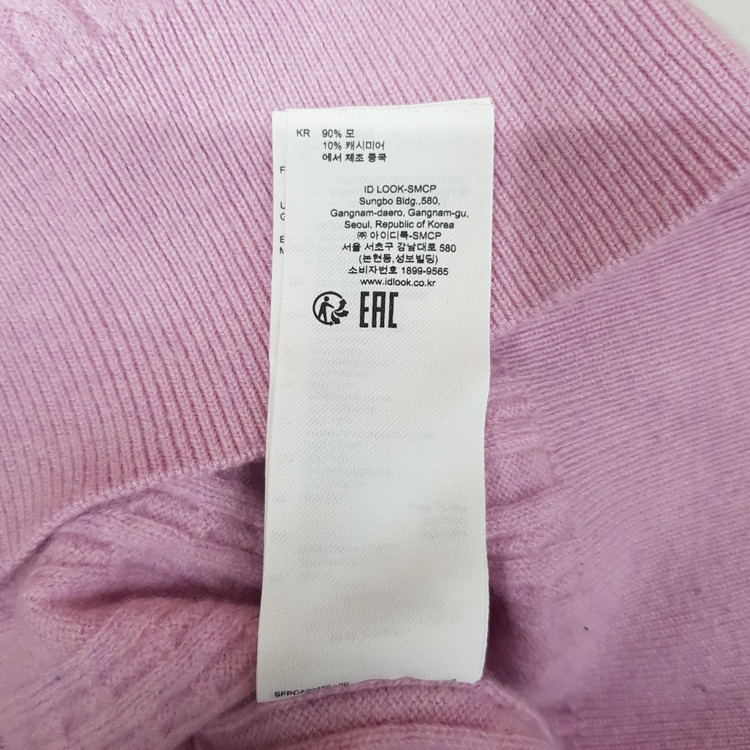 KR 90% 모
10% 캐시미어
에서 제조 중국
F
U
G
E
M
ID LOOK-SMCP
Sungbo Bldg.,580,
Gangnam-daero, Gangnam-gu,
Seoul, Republic of Korea
㈜ 아이디룩-SMCP
서울 서초구 강남대로 580
(논현동,성보빌딩)
소비자번호 1899-9565
www.idlook.co.kr
EAC